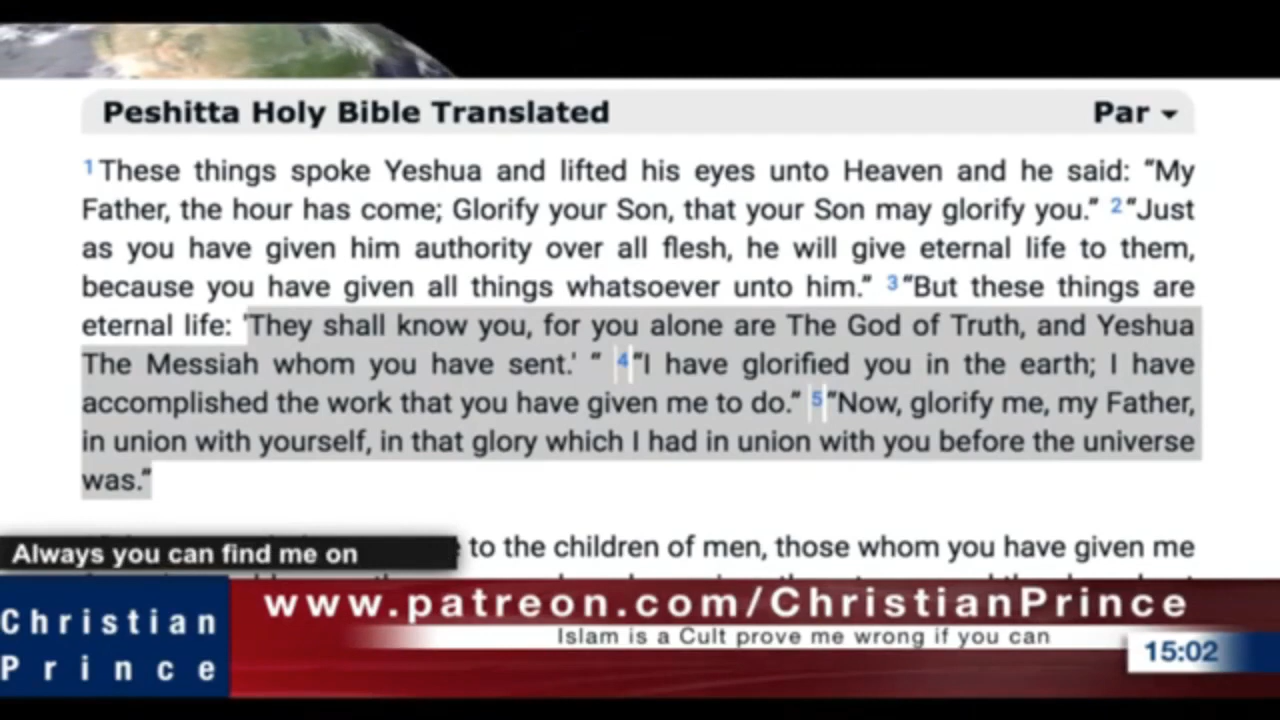 Peshitta Holy Bible Translated Par
1 These things spoke Yeshua and lifted his eyes unto Heaven and he said: “My
Father, the hour has come; Glorify your Son, that your Son may glorify you.” 2 “Just
as you have given him authority over all flesh, he will give eternal life to them,
because you have given all things whatsoever unto him.” 3 “But these things are
eternal life: 'They shall know you, for you alone are The God of Truth, and Yeshua
The Messiah whom you have sent.' “ 4 “I have glorified you in the earth; I have
accomplished the work that you have given me to do.” 5 “Now, glorify me, my Father,
in union with yourself, in that glory which I had in union with you before the universe
was.”
to the children of men, those whom you have given me
Always you can find me on
Christian
Prince
www.patreon.com/ChristianPrince
Islam is a Cult prove me wrong if you can
15:02